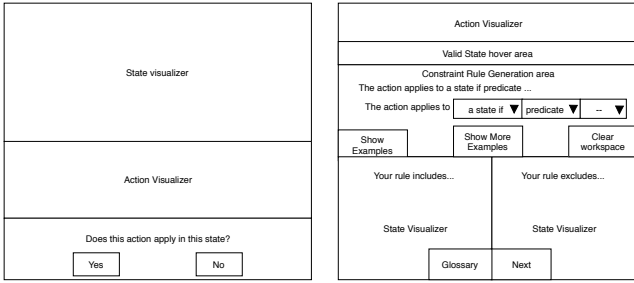 State visualizer
Action Visualizer
Does this action apply in this state?
Yes
No
Action Visualizer
Valid State hover area
Constraint Rule Generation area
The action applies to a state if predicate ...
The action applies to
a state if ▼
predicate ▼
-- ▼
Show
Examples
Show More
Examples
Clear
workspace
Your rule includes...
Your rule excludes...
State Visualizer
State Visualizer
Glossary
Next